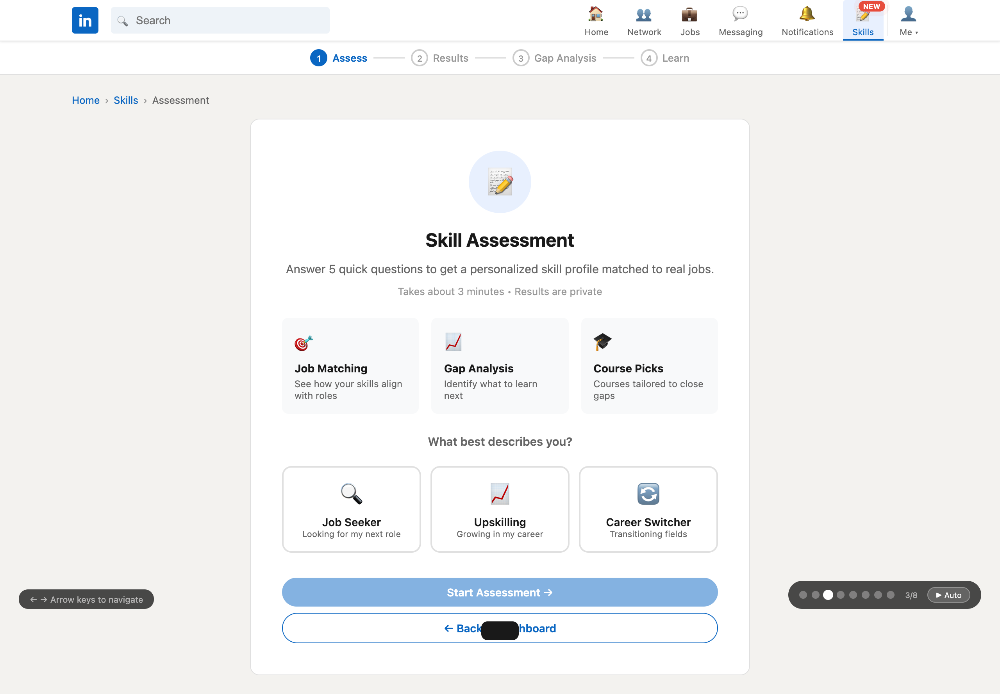 in
Search
Home
Network
Jobs
Messaging
Notifications
NEW
Skills
Me ▾
1 Assess
2 Results
3 Gap Analysis
4 Learn
Home › Skills › Assessment
Skill Assessment
Answer 5 quick questions to get a personalized skill profile matched to real jobs.
Takes about 3 minutes • Results are private
Job Matching
See how your skills align
with roles
Gap Analysis
Identify what to learn
next
Course Picks
Courses tailored to close
gaps
What best describes you?
Job Seeker
Looking for my next role
Upskilling
Growing in my career
Career Switcher
Transitioning fields
Start Assessment →
← Back
← → Arrow keys to navigate
3/8
▶ Auto